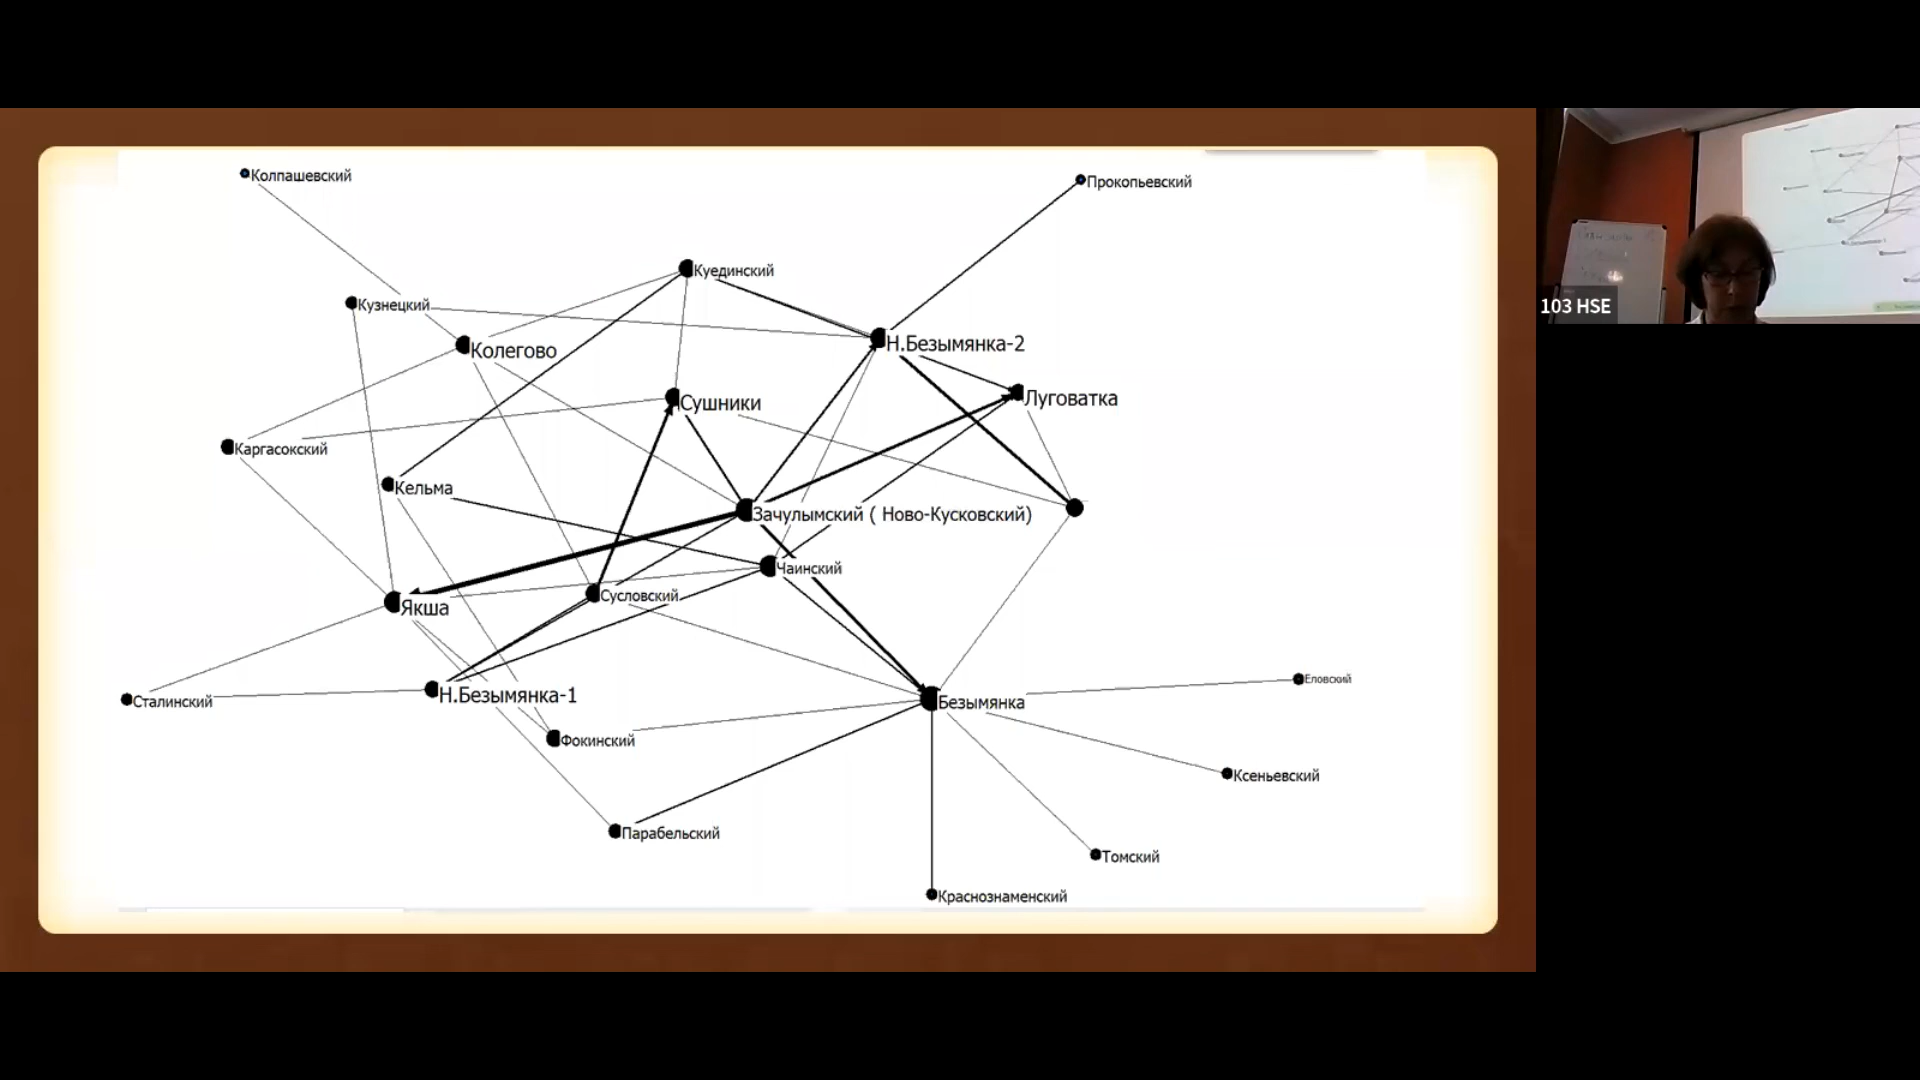 Колпашевский
Прокопьевский
Куединский
Кузнецкий
Н.Безымянка-2
Колегово
Луговатка
Сушники
Каргасокский
Кельма
Зачулымский ( Ново-Кусковский)
Чаинский
Сусловский
Якша
Н.Безымянка-1
Сталинский
Безымянка
Еловский
Фокинский
Ксеньевский
Парабельский
Томский
Краснознаменский
103 HSE